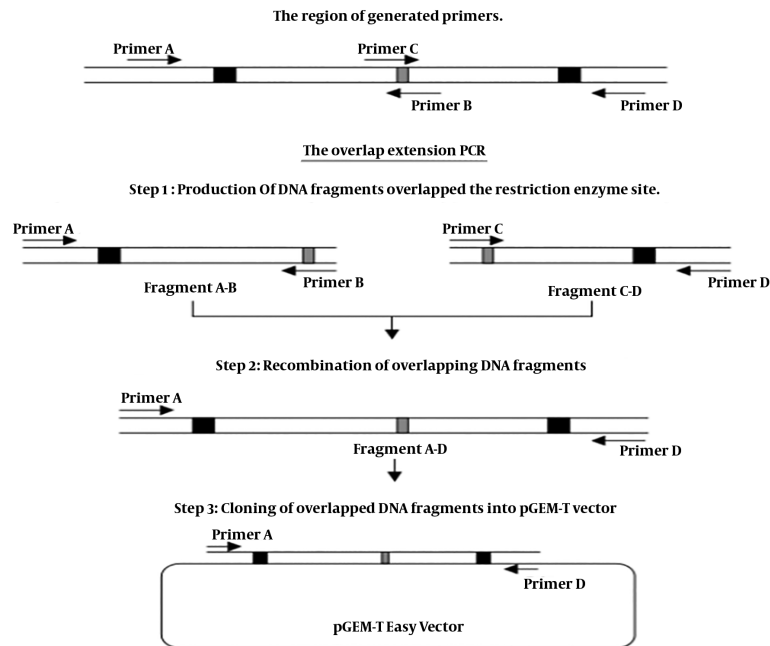 The region of generated primers.
Primer A
Primer C
Primer B
Primer D
The overlap extension PCR
Step 1 : Production Of DNA fragments overlapped the restriction enzyme site.
Primer A
Primer C
Primer B
Primer D
Fragment A-B
Fragment C-D
Step 2: Recombination of overlapping DNA fragments
Primer A
Fragment A-D
Primer D
Step 3: Cloning of overlapped DNA fragments into pGEM-T vector
Primer A
Primer D
pGEM-T Easy Vector